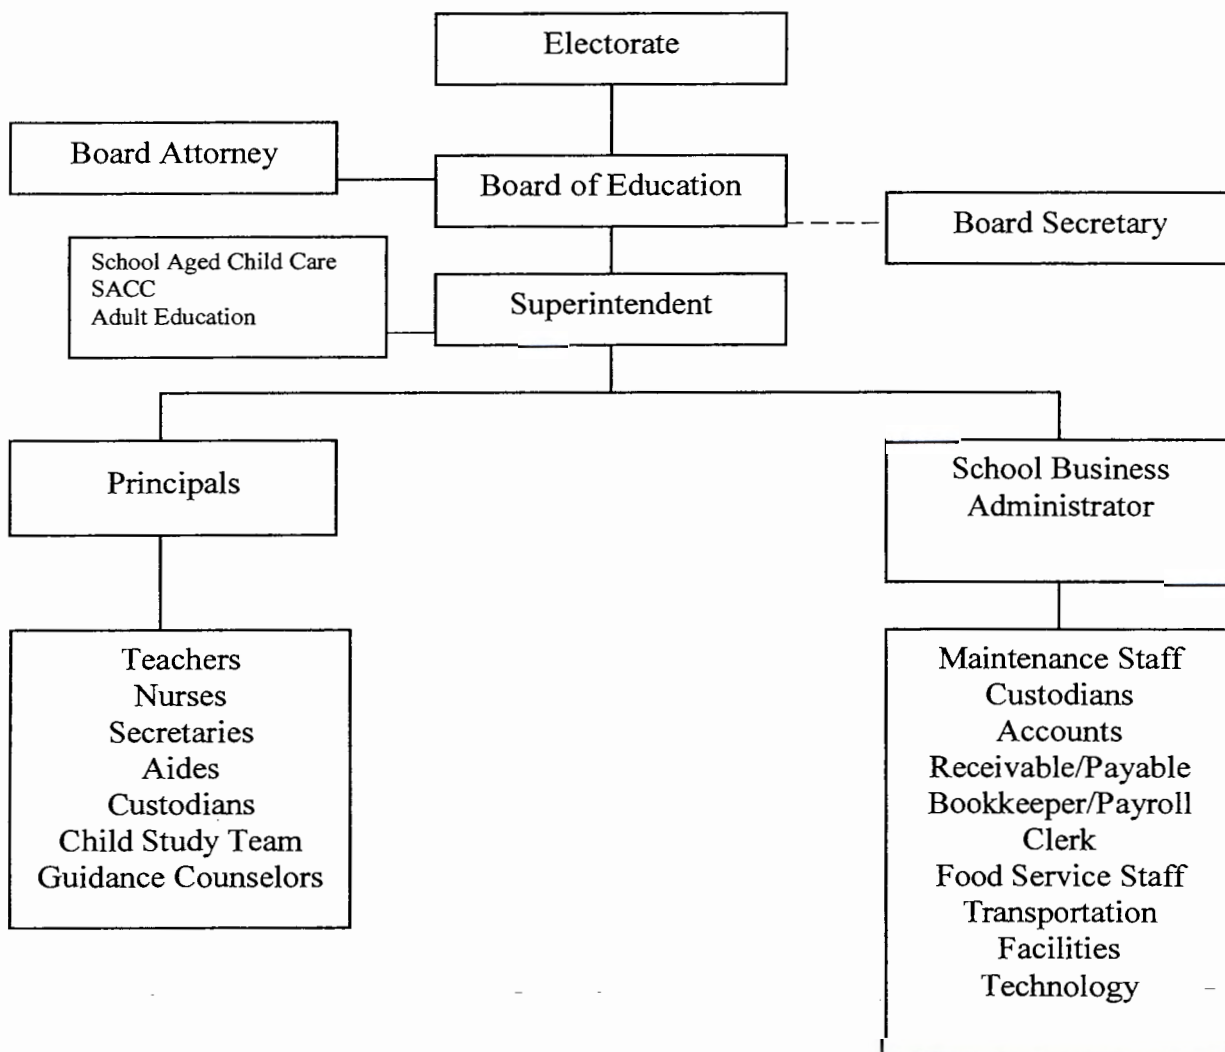 Electorate
Board Attorney
Board of Education
Board Secretary
School Aged Child Care
SACC
Adult Education
Superintendent
Principals
School Business
Administrator
Teachers
Nurses
Secretaries
Aides
Custodians
Child Study Team
Guidance Counselors
Maintenance Staff
Custodians
Accounts
Receivable/Payable
Bookkeeper/Payroll
Clerk
Food Service Staff
Transportation
Facilities
Technology